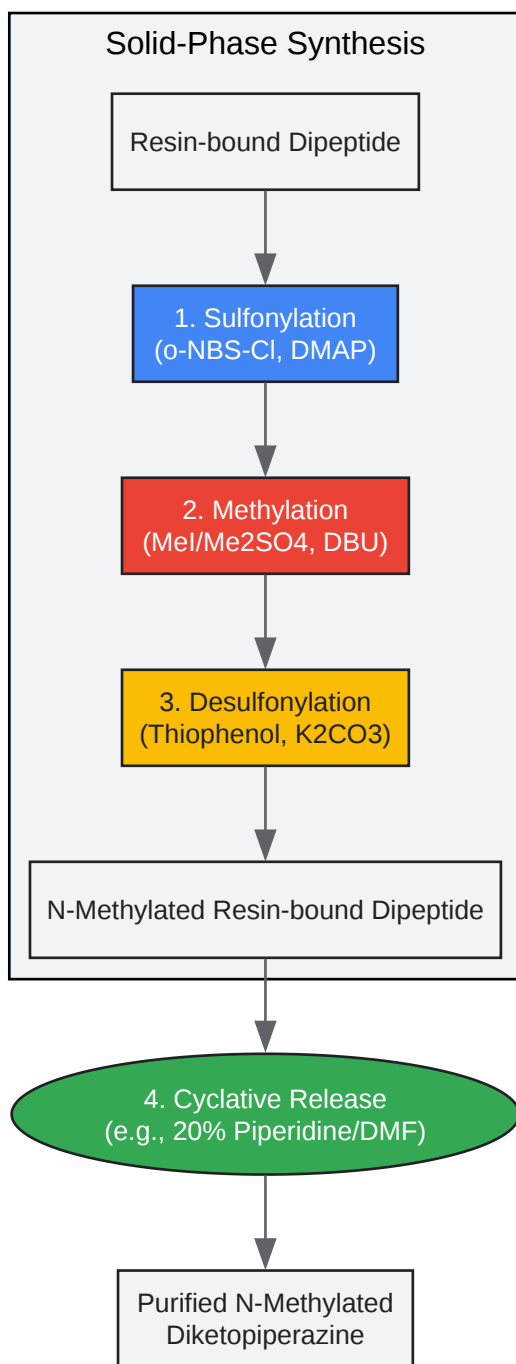 Solid-Phase Synthesis
Resin-bound Dipeptide
1. Sulfonylation
(o-NBS-Cl, DMAP)
2. Methylation
(MeI/Me2SO4, DBU)
3. Desulfonylation
(Thiophenol, K2CO3)
N-Methylated Resin-bound Dipeptide
4. Cyclative Release
(e.g., 20% Piperidine/DMF)
Purified N-Methylated
Diketopiperazine